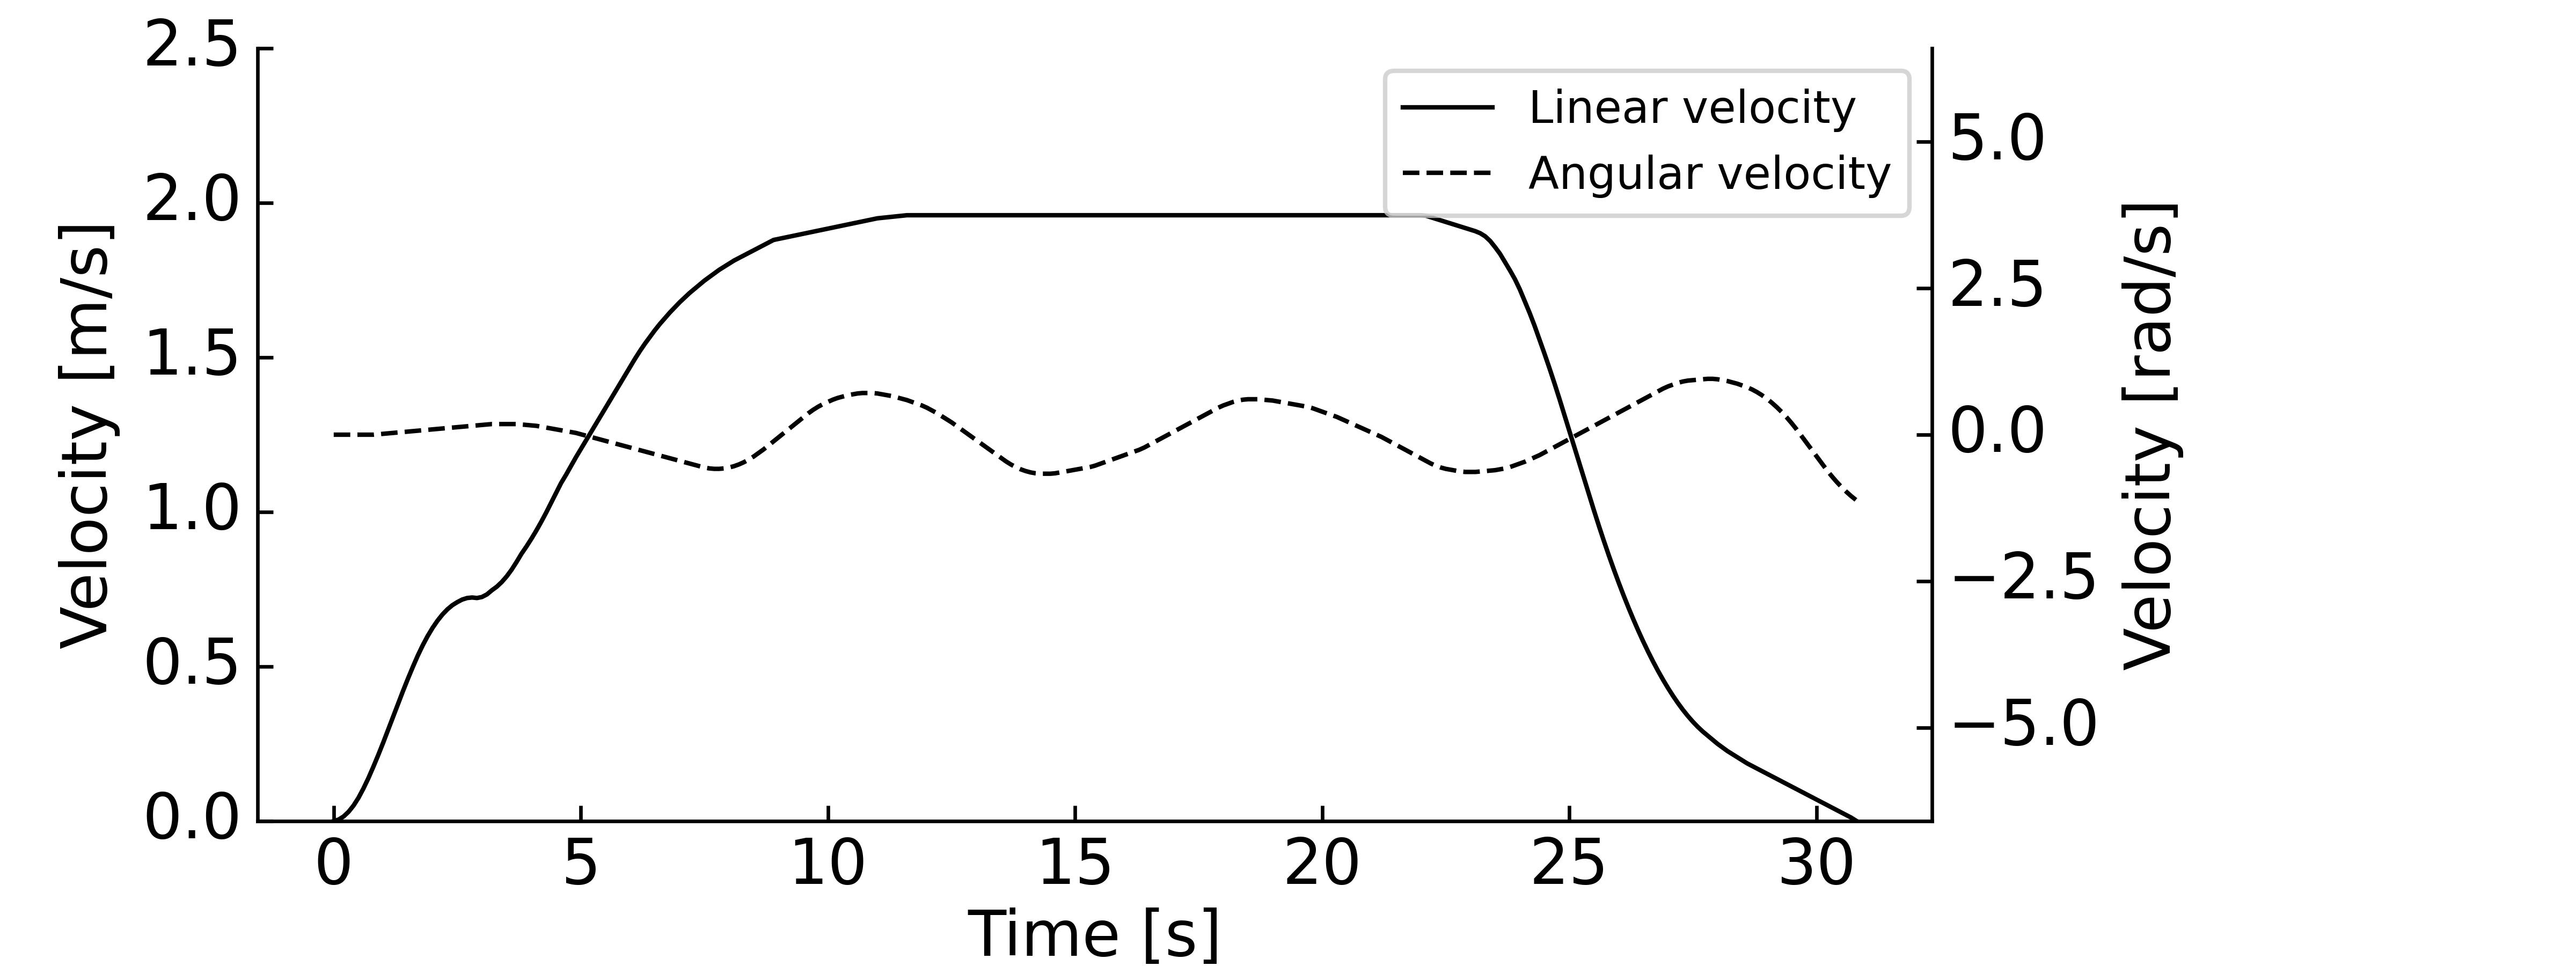 2.5
2.0
1.5
1.0
0.5
0.0
Velocity [m/s]
Linear velocity
Angular velocity
5.0
2.5
0.0
−2.5
−5.0
Velocity [rad/s]
0 5 10 15 20 25 30
Time [s]